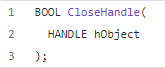 1 BOOL CloseHandle(
2   HANDLE hObject
3 );